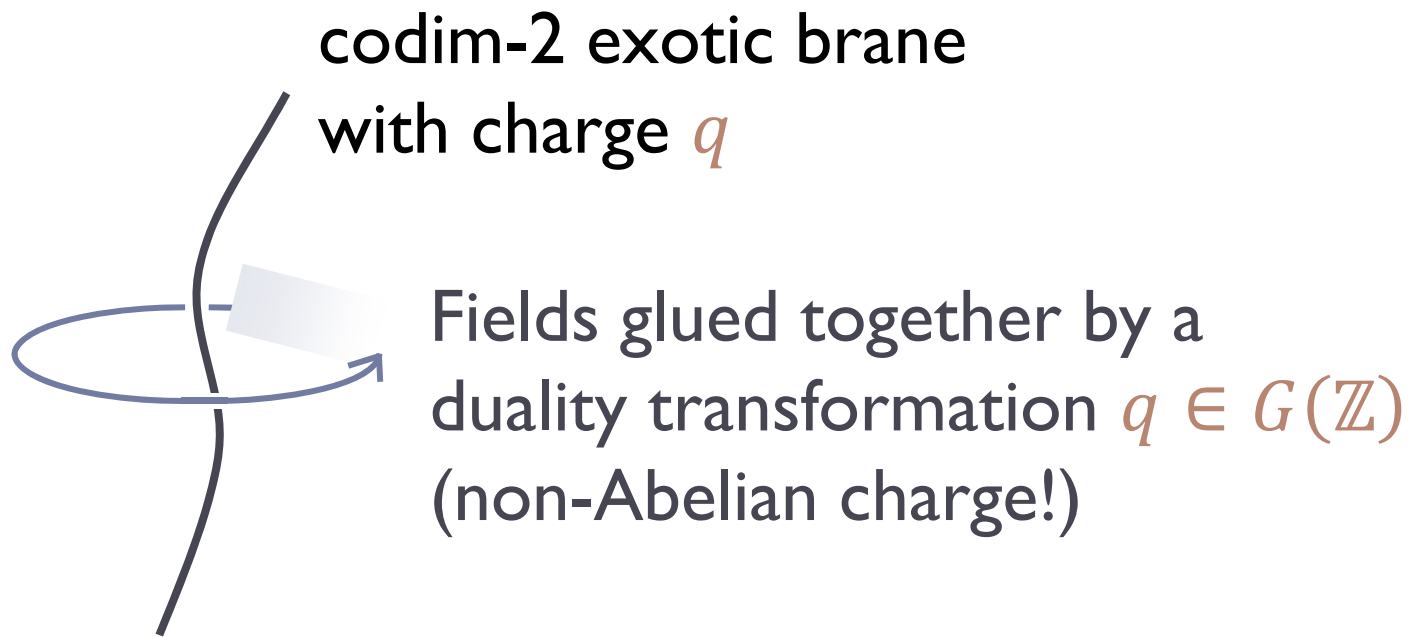 codim-2 exotic brane
with charge 𝑞
Fields glued together by a
duality transformation 𝑞 ∈ 𝐺(ℤ)
(non-Abelian charge!)